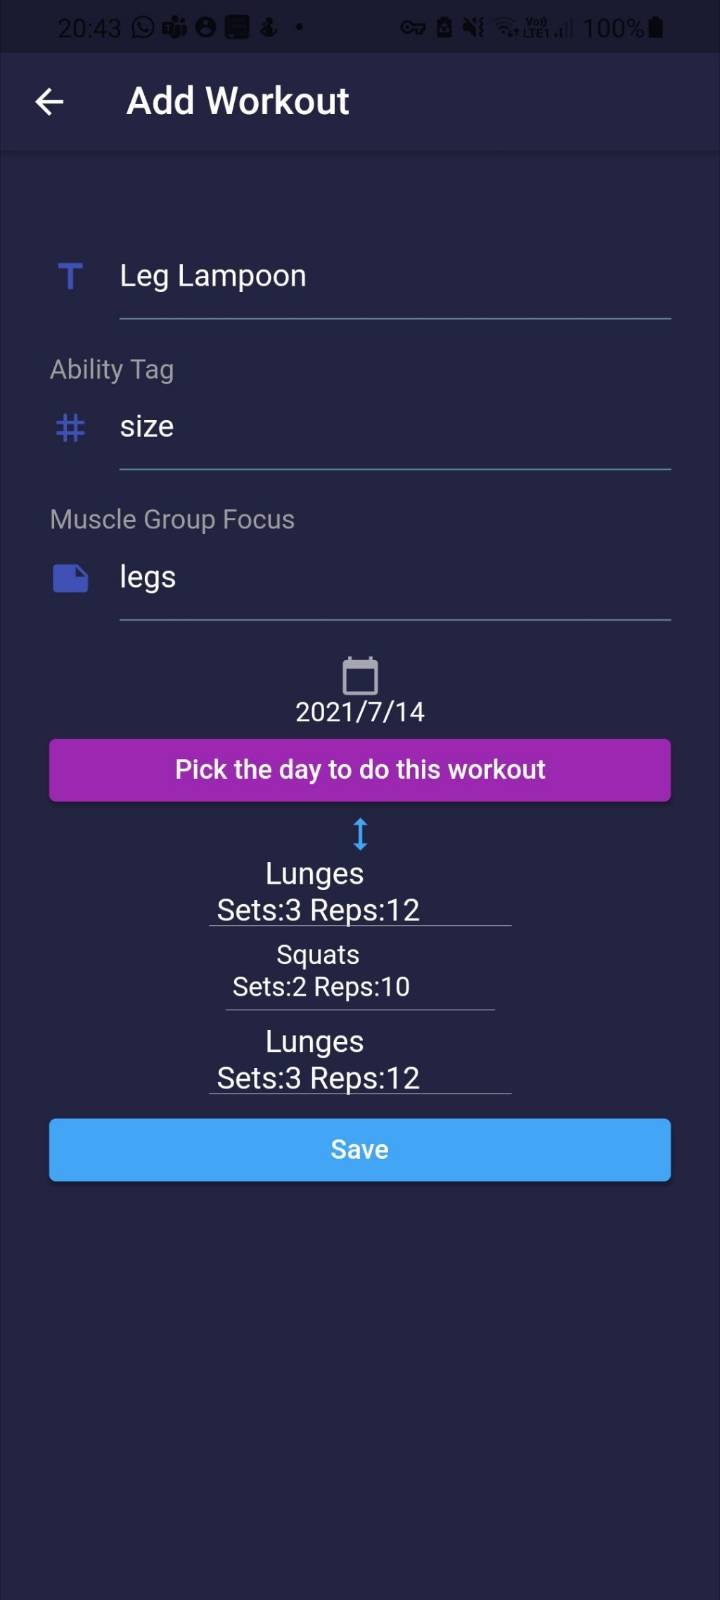 20:43 100%
Add Workout
Leg Lampoon
Ability Tag
size
Muscle Group Focus
legs
2021/7/14
Pick the day to do this workout
Lunges
Sets:3 Reps:12
Squats
Sets:2 Reps:10
Lunges
Sets:3 Reps:12
Save